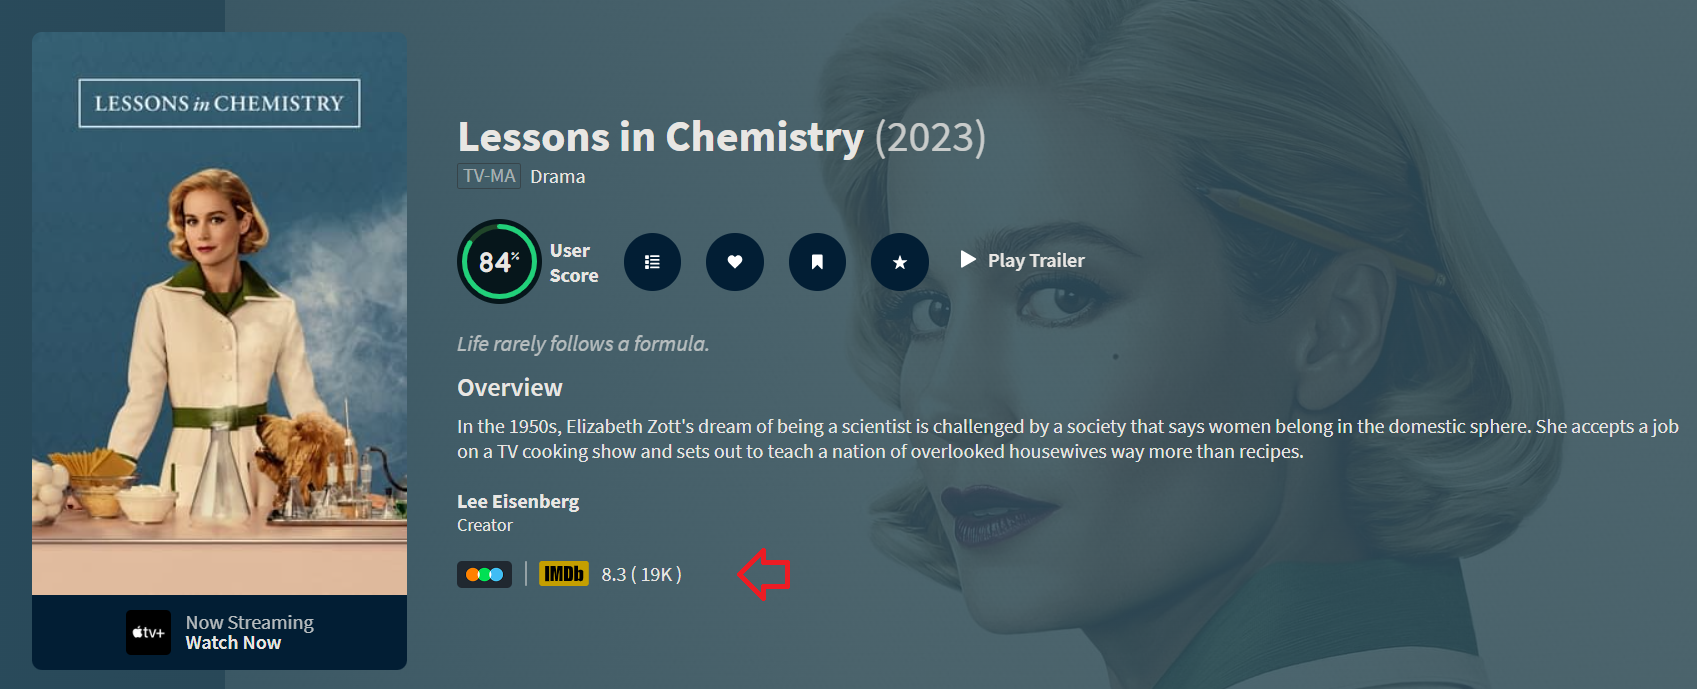 LESSONS in CHEMISTRY
Lessons in Chemistry (2023)
TV-MA Drama
84%
User
Score
Play Trailer
Life rarely follows a formula.
Overview
In the 1950s, Elizabeth Zott's dream of being a scientist is challenged by a society that says women belong in the domestic sphere. She accepts a job
on a TV cooking show and sets out to teach a nation of overlooked housewives way more than recipes.
Lee Eisenberg
Creator
IMDb 8.3 ( 19K )
tv+
Now Streaming
Watch Now